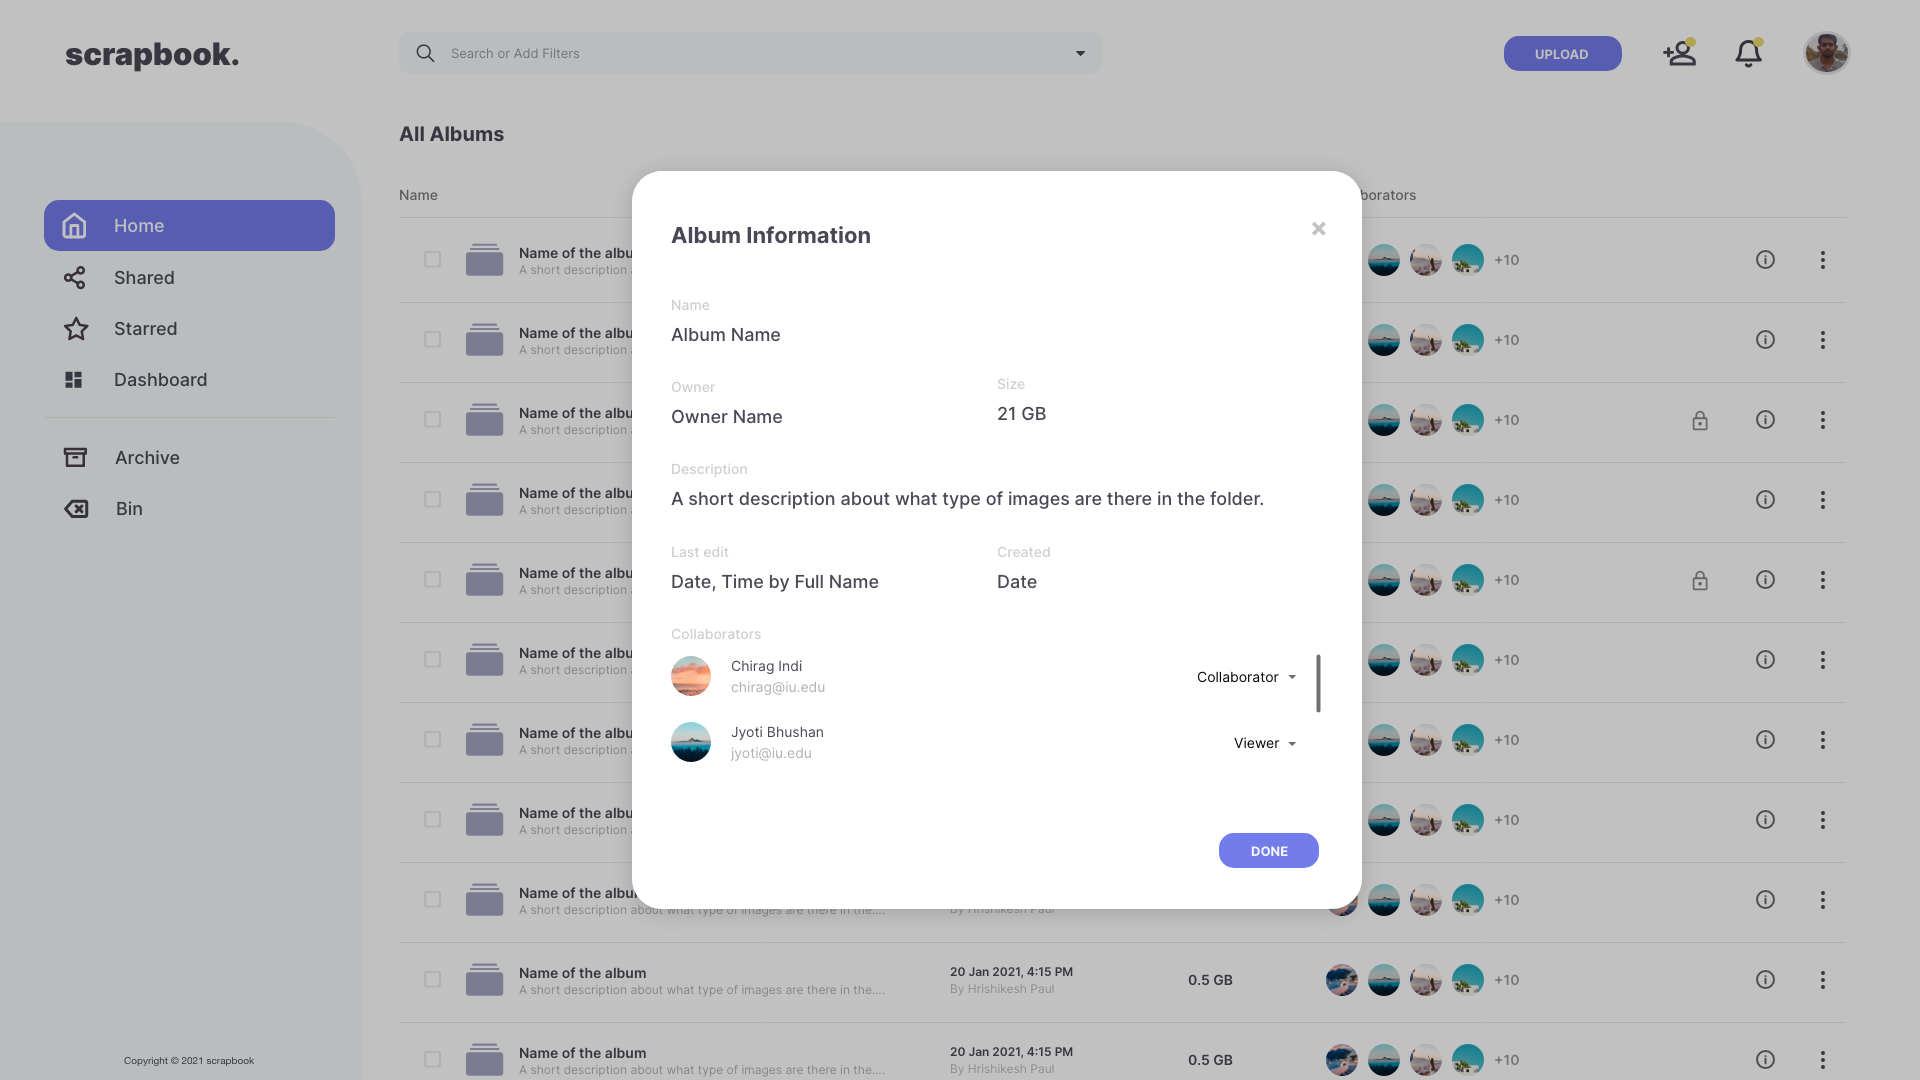 scrapbook.
Search or Add Filters
UPLOAD
All Albums
Home
Shared
Starred
Dashboard
Archive
Bin
Copyright © 2021 scrapbook
Name
borators
Album Information
Name
Album Name
Owner
Owner Name
Size
21 GB
Description
A short description about what type of images are there in the folder.
Last edit
Date, Time by Full Name
Created
Date
Collaborators
Chirag Indi
chirag@iu.edu
Collaborator
Jyoti Bhushan
jyoti@iu.edu
Viewer
DONE
Name of the albu
A short description
+10
Name of the albu
A short description
+10
Name of the albu
A short description
+10
Name of the albu
A short description
+10
Name of the albu
A short description
+10
Name of the albu
A short description
+10
Name of the albu
A short description
+10
Name of the albu
A short description
+10
Name of the albu
A short description about what type of images are there in the....
By Hrishikesh Paul
+10
Name of the album
A short description about what type of images are there in the....
20 Jan 2021, 4:15 PM
By Hrishikesh Paul
0.5 GB
+10
Name of the album
A short description about what type of images are there in the....
20 Jan 2021, 4:15 PM
By Hrishikesh Paul
0.5 GB
+10